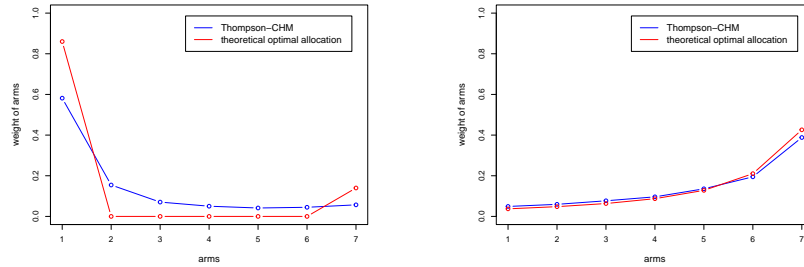 Thompson−CHM
theoretical optimal allocation
weight of arms
0.0 0.2 0.4 0.6 0.8 1.0
1 2 3 4 5 6 7
arms
Thompson−CHM
theoretical optimal allocation
weight of arms
0.0 0.2 0.4 0.6 0.8 1.0
1 2 3 4 5 6 7
arms